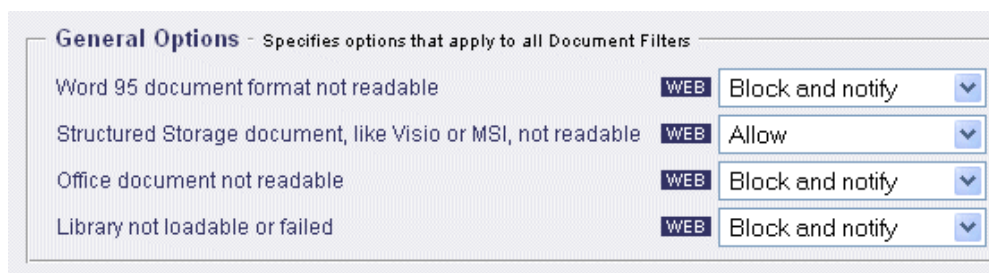 General Options - Specifies options that apply to all Document Filters
Word 95 document format not readable WEB Block and notify
Structured Storage document, like Visio or MSI, not readable WEB Allow
Office document not readable WEB Block and notify
Library not loadable or failed WEB Block and notify